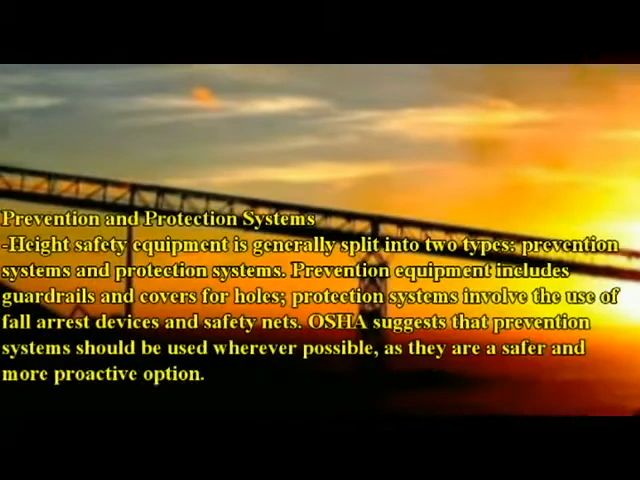 Prevention and Protection Systems
-Height safety equipment is generally split into two types: prevention
systems and protection systems. Prevention equipment includes
guardrails and covers for holes; protection systems involve the use of
fall arrest devices and safety nets. OSHA suggests that prevention
systems should be used wherever possible, as they are a safer and
more proactive option.